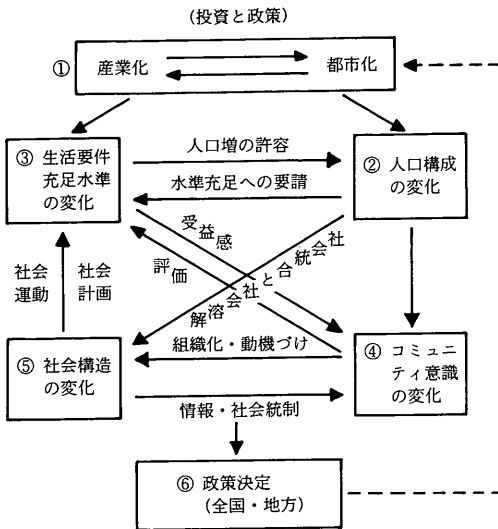 (投資と政策)
① 産業化 都市化
③ 生活要件
充足水準
の変化
人口増の許容
水準充足への要請
② 人口構成
の変化
受益感
評価
社会統合と社会溶解
社会
運動
社会
計画
⑤ 社会構造
の変化
組織化・動機づけ
情報・社会統制
④ コミュニ
ティ意識
の変化
⑥ 政策決定
(全国・地方)